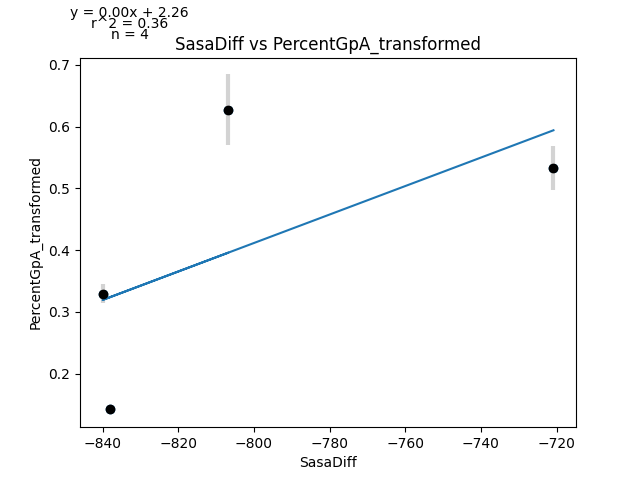 y = 0.00x + 2.26
r^2 = 0.36
n = 4
SasaDiff vs PercentGpA_transformed
0.7
0.6
0.5
0.4
0.3
0.2
PercentGpA_transformed
−840
−820
−800
−780
−760
−740
−720
SasaDiff